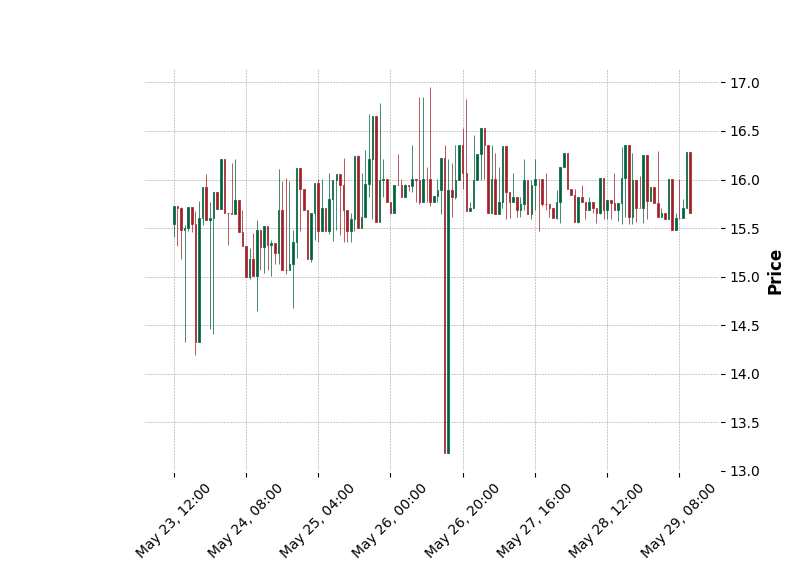 17.0
16.5
16.0
15.5
15.0
14.5
14.0
13.5
13.0
Price
May 23, 12:00
May 24, 08:00
May 25, 04:00
May 26, 00:00
May 26, 20:00
May 27, 16:00
May 28, 12:00
May 29, 08:00